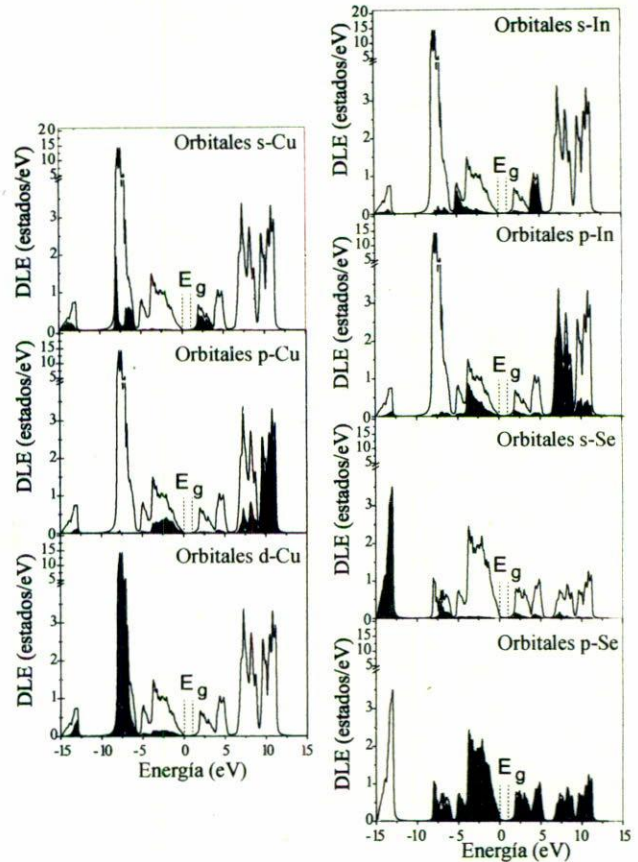 Orbitales s-Cu
DLE (estados/eV)
20
15
10
5
3
2
1
0
E g
Orbitales p-Cu
DLE (estados/eV)
15
10
5
3
2
1
0
E g
Orbitales d-Cu
DLE (estados/eV)
15
10
5
3
2
1
0
E g
-15 -10 -5 0 5 10 15
Energía (eV)
Orbitales s-In
DLE (estados/eV)
20
15
10
5
3
2
1
0
E g
Orbitales p-In
DLE (estados/eV)
15
10
5
3
2
1
0
E g
Orbitales s-Se
DLE (estados/eV)
15
10
5
3
2
1
0
E g
Orbitales p-Se
DLE (estados/eV)
15
10
5
3
2
1
0
E g
-15 -10 -5 0 5 10 15
Energía (eV)